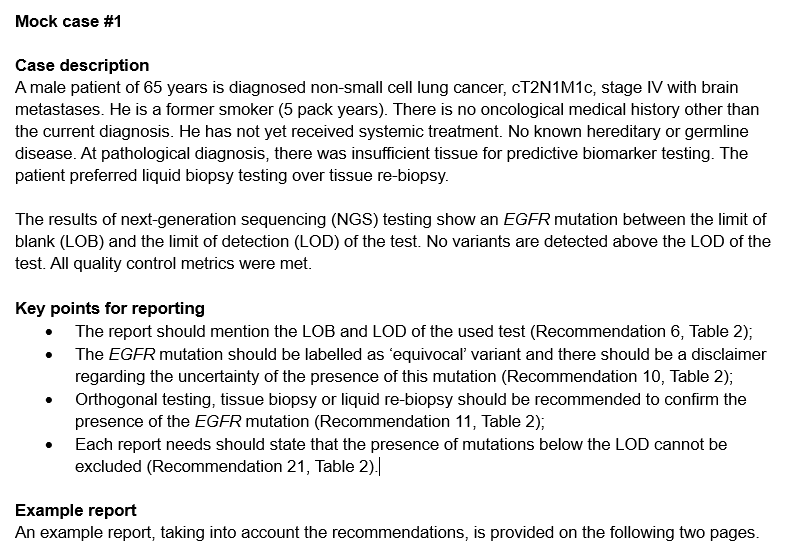 Mock case #1
Case description
A male patient of 65 years is diagnosed non-small cell lung cancer, cT2N1M1c, stage IV with brain
metastases. He is a former smoker (5 pack years). There is no oncological medical history other than
the current diagnosis. He has not yet received systemic treatment. No known hereditary or germline
disease. At pathological diagnosis, there was insufficient tissue for predictive biomarker testing. The
patient preferred liquid biopsy testing over tissue re-biopsy.
The results of next-generation sequencing (NGS) testing show an EGFR mutation between the limit of
blank (LOB) and the limit of detection (LOD) of the test. No variants are detected above the LOD of the
test. All quality control metrics were met.
Key points for reporting
• The report should mention the LOB and LOD of the used test (Recommendation 6, Table 2);
• The EGFR mutation should be labelled as ‘equivocal’ variant and there should be a disclaimer
regarding the uncertainty of the presence of this mutation (Recommendation 10, Table 2);
• Orthogonal testing, tissue biopsy or liquid re-biopsy should be recommended to confirm the
presence of the EGFR mutation (Recommendation 11, Table 2);
• Each report needs should state that the presence of mutations below the LOD cannot be
excluded (Recommendation 21, Table 2).
Example report
An example report, taking into account the recommendations, is provided on the following two pages.